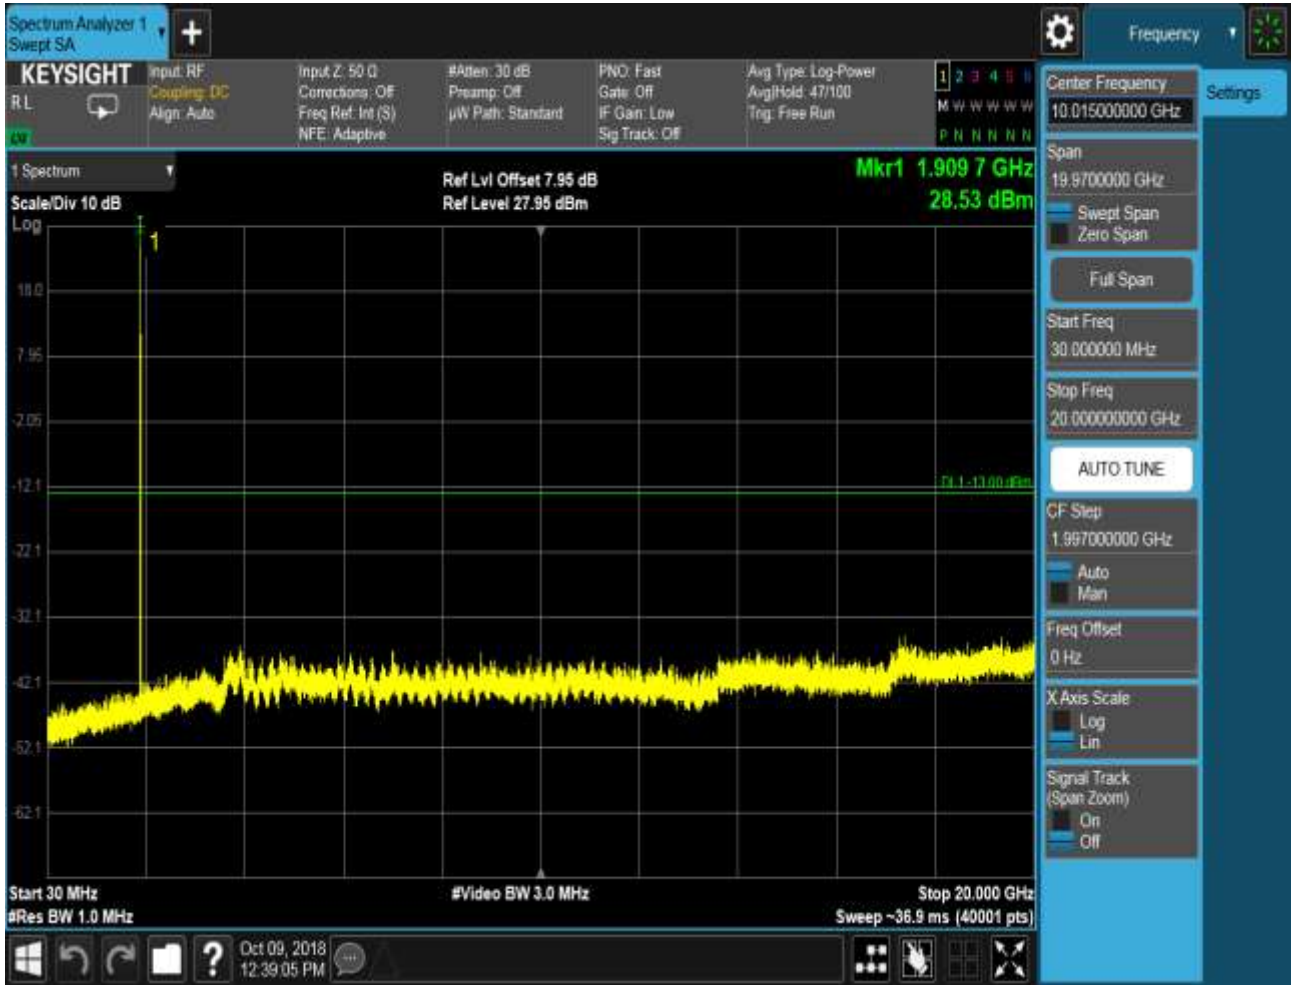 Spectrum Analyzer 1
Swept SA
+
Frequency
KEYSIGHT
RL
Input: RF
Coupling: DC
Align: Auto
Input Z: 50 Ω
Corrections: Off
Freq Ref: Int (S)
NFE: Adaptive
#Atten: 30 dB
Preamp: Off
µW Path: Standard
PNO: Fast
Gate: Off
IF Gain: Low
Sig Track: Off
Avg Type: Log-Power
Avg|Hold: 47/100
Trig: Free Run
1 2 3 4 5 6
M W W W W W
P N N N N N
1 Spectrum
Scale/Div 10 dB
Log
Ref Lvl Offset 7.95 dB
Ref Level 27.95 dBm
Mkr1 1.909 7 GHz
28.53 dBm
1
18.0
7.95
-2.05
-12.1
-22.1
-32.1
-42.1
-52.1
-62.1
DL1 -13.00 dBm
Start 30 MHz
#Res BW 1.0 MHz
#Video BW 3.0 MHz
Stop 20.000 GHz
Sweep ~36.9 ms (40001 pts)
Oct 09, 2018
12:39:05 PM
Center Frequency
10.015000000 GHz
Settings
Span
19.9700000 GHz
Swept Span
Zero Span
Full Span
Start Freq
30.000000 MHz
Stop Freq
20.000000000 GHz
AUTO TUNE
CF Step
1.997000000 GHz
Auto
Man
Freq Offset
0 Hz
X Axis Scale
Log
Lin
Signal Track
(Span Zoom)
On
Off